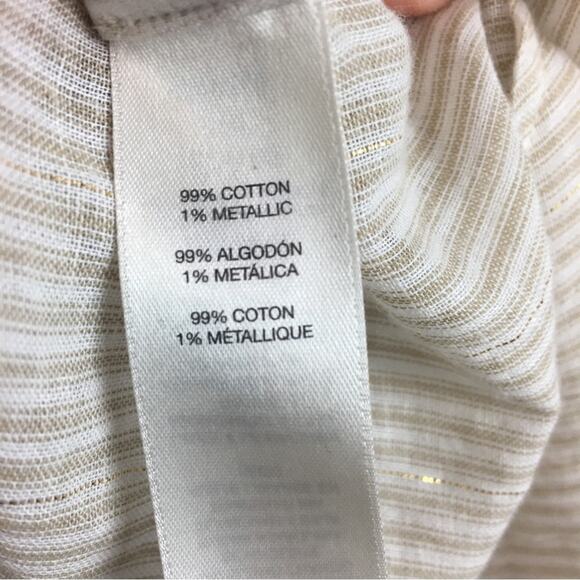 99% COTTON
1% METALLIC
99% ALGODÓN
1% METÁLICA
99% COTON
1% MÉTALLIQUE